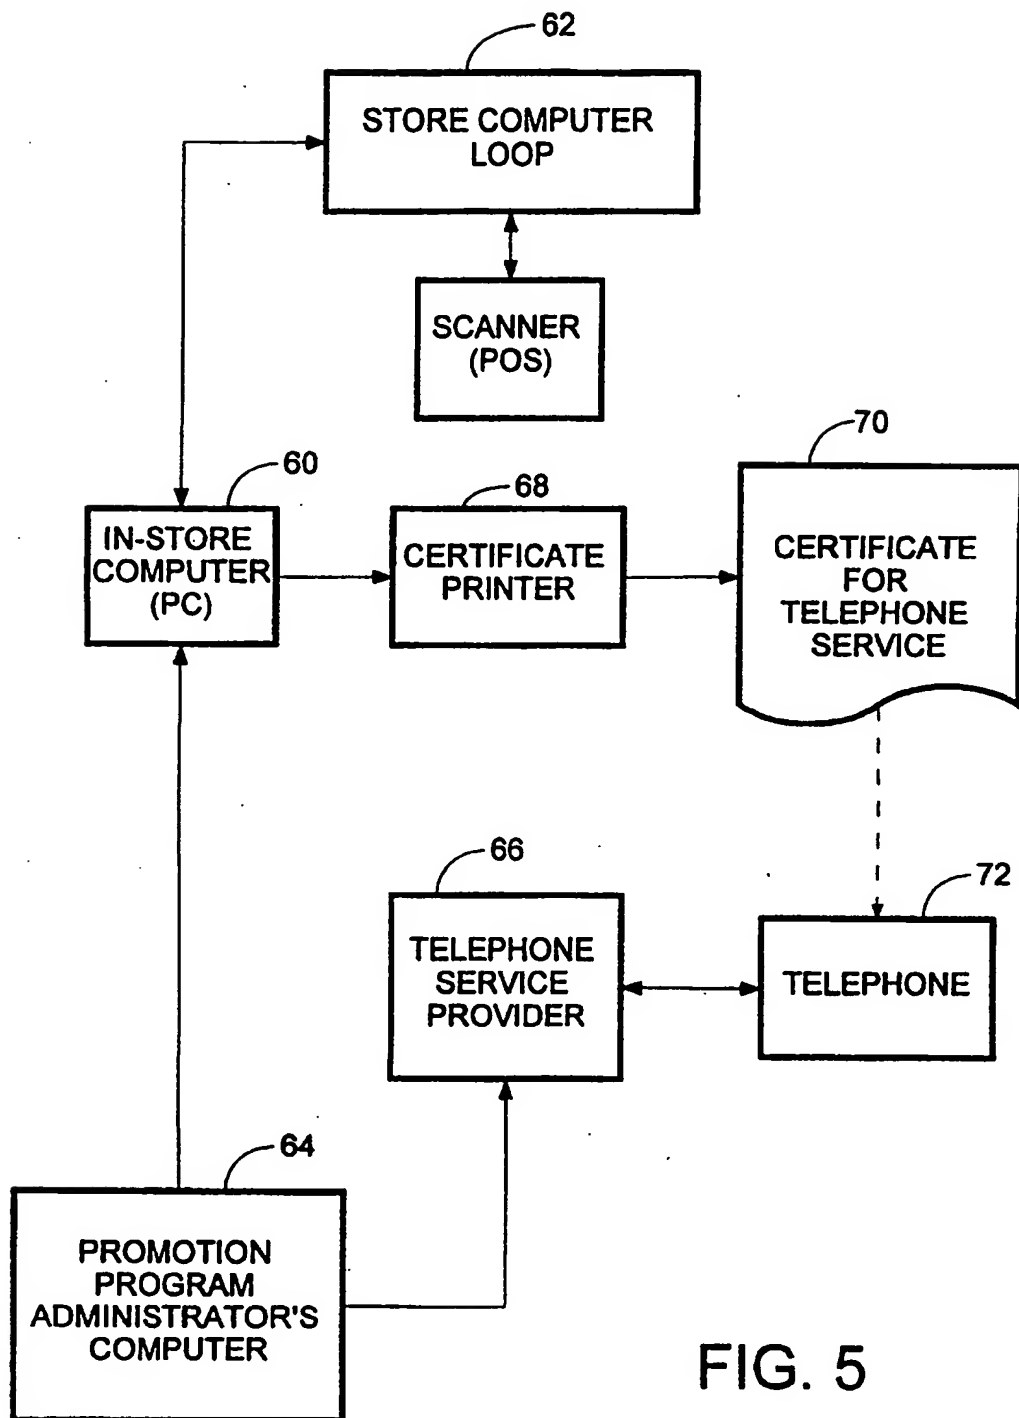 62
STORE COMPUTER
LOOP
SCANNER
(POS)
60
IN-STORE
COMPUTER
(PC)
68
CERTIFICATE
PRINTER
70
CERTIFICATE
FOR
TELEPHONE
SERVICE
66
TELEPHONE
SERVICE
PROVIDER
72
TELEPHONE
64
PROMOTION
PROGRAM
ADMINISTRATOR'S
COMPUTER
FIG. 5